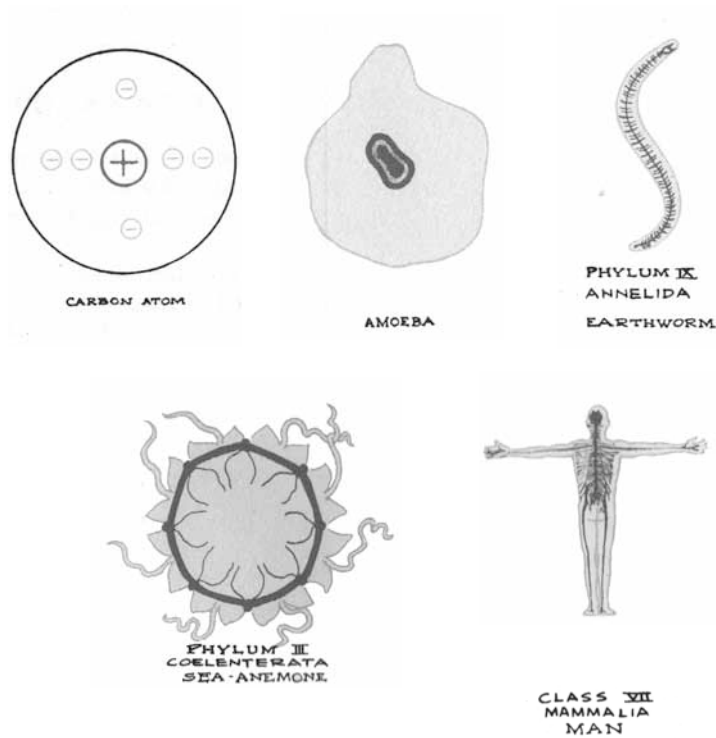 CARBON ATOM
AMOEBA
PHYLUM IX
ANNELIDA
EARTHWORM
PHYLUM III
COELENTERATA
SEA-ANEMONE
CLASS VII
MAMMALIA
MAN